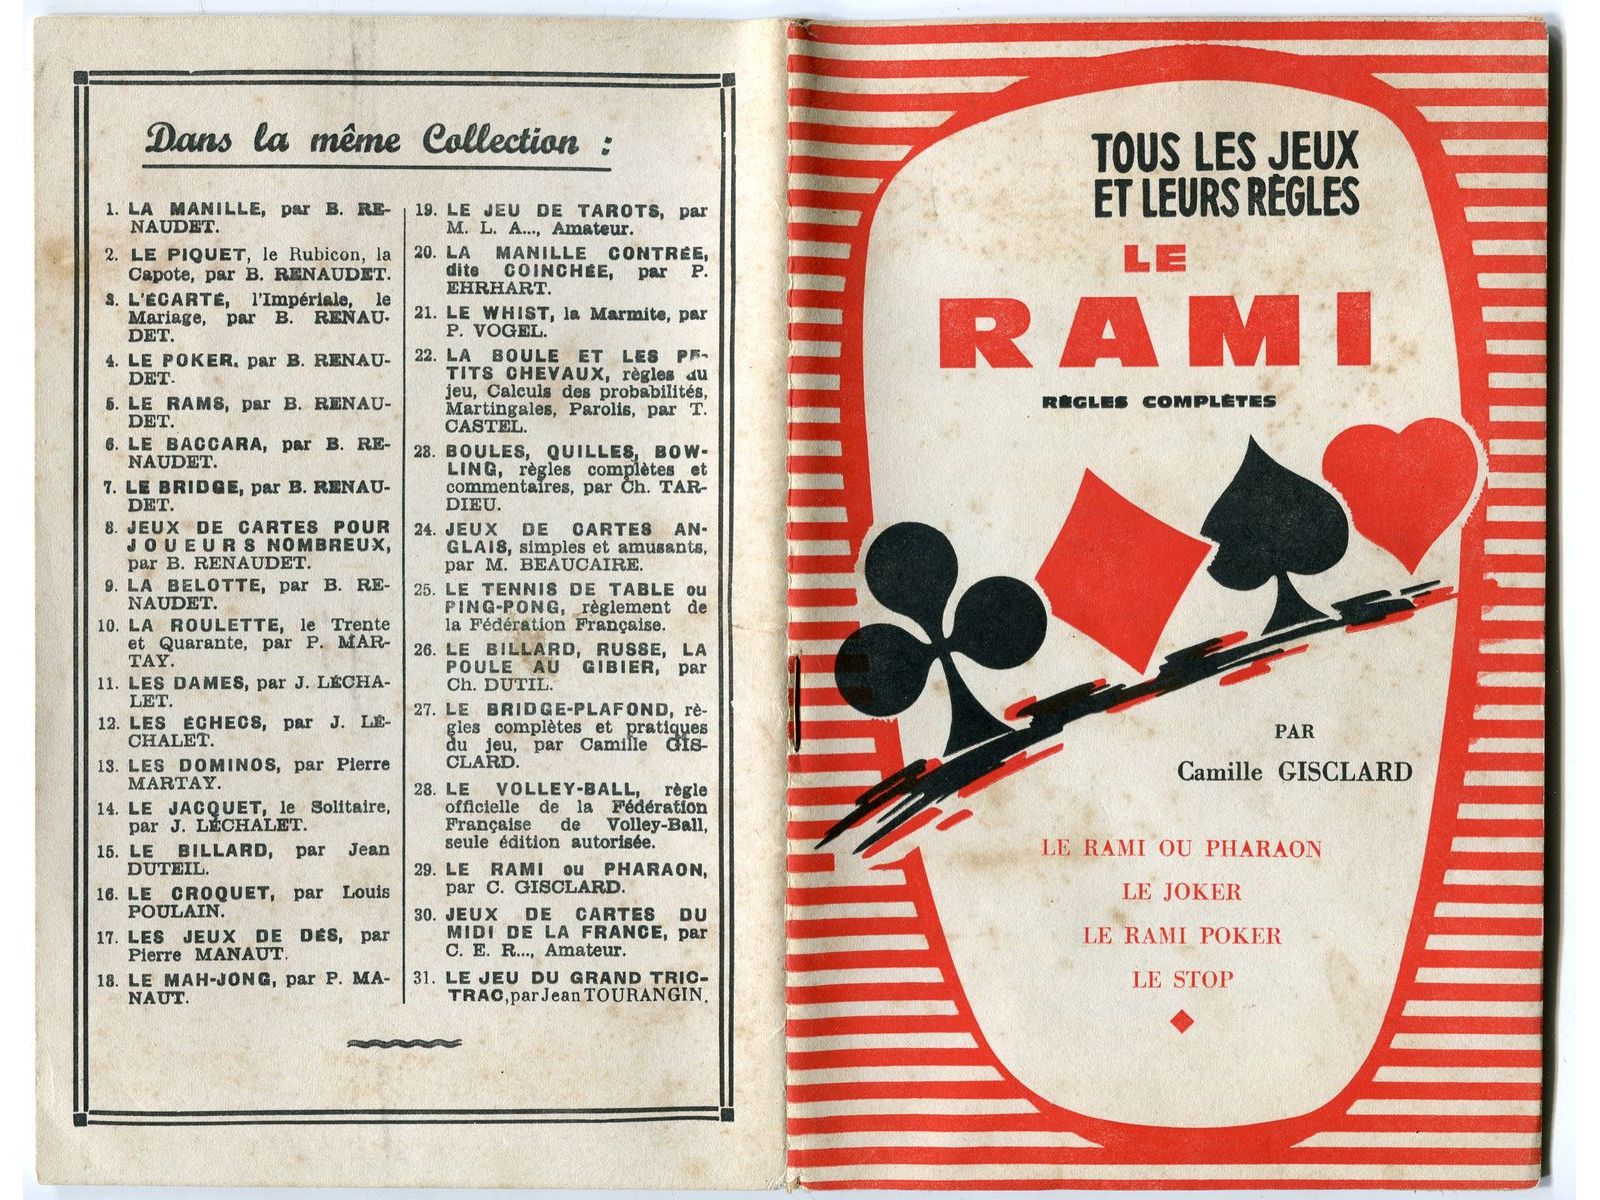 Dans la même Collection :
1. LA MANILLE, par B. RE-
NAUDET.
2. LE PIQUET, le Rubicon, la
Capote, par B. RENAUDET.
3. L'ÉCARTÉ, l'Impériale, le
Mariage, par B. RENAU-
DET.
4. LE POKER, par B. RENAU-
DET.
5. LE RAMS, par B. RENAU-
DET.
6. LE BACCARA, par B. RE-
NAUDET.
7. LE BRIDGE, par B. RENAU-
DET.
8. JEUX DE CARTES POUR
JOUEURS NOMBREUX,
par B. RENAUDET.
9. LA BELOTTE, par B. RE-
NAUDET.
10. LA ROULETTE, le Trente
et Quarante, par P. MAR-
TAY.
11. LES DAMES, par J. LÉCHA-
LET.
12. LES ÉCHECS, par J. LÉ-
CHALET.
13. LES DOMINOS, par Pierre
MARTAY.
14. LE JACQUET, le Solitaire,
par J. LÉCHALET.
15. LE BILLARD, par Jean
DUTEIL.
16. LE CROQUET, par Louis
POULAIN.
17. LES JEUX DE DÉS, par
Pierre MANAUT.
18. LE MAH-JONG, par P. MA-
NAUT.
19. LE JEU DE TAROTS, par
M. L. A..., Amateur.
20. LA MANILLE CONTRÉE,
dite COINCHÉE, par P.
EHRHART.
21. LE WHIST, la Marmite, par
P. VOGEL.
22. LA BOULE ET LES PE-
TITS CHEVAUX, règles du
jeu, Calculs des probabilités,
Martingales, Parolis, par T.
CASTEL.
23. BOULES, QUILLES, BOW-
LING, règles complètes et
commentaires, par Ch. TAR-
DIEU.
24. JEUX DE CARTES AN-
GLAIS, simples et amusants,
par M. BEAUCAIRE.
25. LE TENNIS DE TABLE ou
PING-PONG, règlement de
la Fédération Française.
26. LE BILLARD, RUSSE, LA
POULE AU GIBIER, par
Ch. DUTIL.
27. LE BRIDGE-PLAFOND, rè-
gles complètes et pratiques
du jeu, par Camille GIS-
CLARD.
28. LE VOLLEY-BALL, règle
officielle de la Fédération
Française de Volley-Ball,
seule édition autorisée.
29. LE RAMI ou PHARAON,
par C. GISCLARD.
30. JEUX DE CARTES DU
MIDI DE LA FRANCE, par
C. E. R..., Amateur.
31. LE JEU DU GRAND TRIC-
TRAC, par Jean TOURANGIN.
TOUS LES JEUX
ET LEURS RÈGLES
LE
RAMI
RÈGLES COMPLÈTES
PAR
Camille GISCLARD
LE RAMI OU PHARAON
LE JOKER
LE RAMI POKER
LE STOP